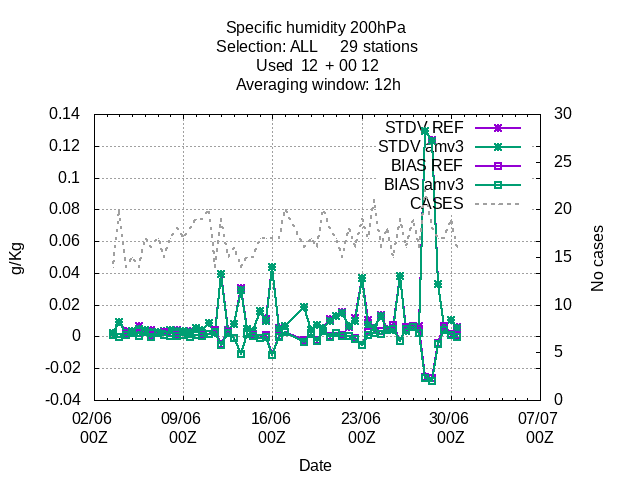 Specific humidity 200hPa
Selection: ALL 29 stations
Used 12 + 00 12
Averaging window: 12h
0.14
0.12
0.1
0.08
0.06
0.04
0.02
0
-0.02
-0.04
g/Kg
STDV REF
STDV amv3
BIAS REF
BIAS amv3
CASES
30
25
20
15
10
5
0
No cases
02/06 09/06 16/06 23/06 30/06 07/07
00Z 00Z 00Z 00Z 00Z 00Z
Date